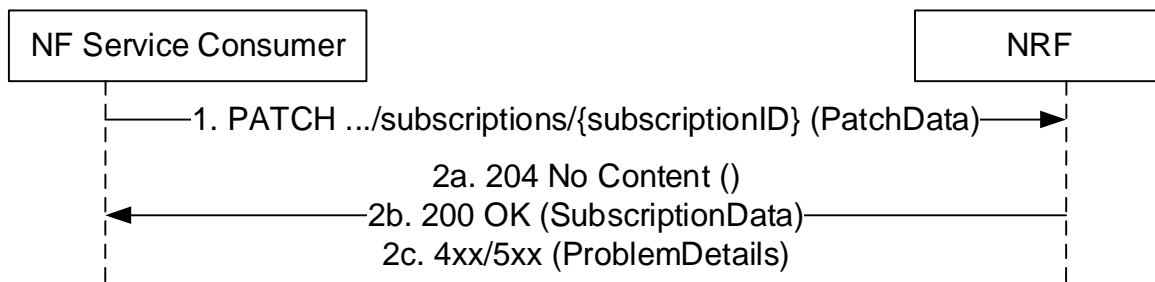 NF Service Consumer
NRF
1. PATCH .../subscriptions/{subscriptionID} (PatchData)
2a. 204 No Content ()
2b. 200 OK (SubscriptionData)
2c. 4xx/5xx (ProblemDetails)